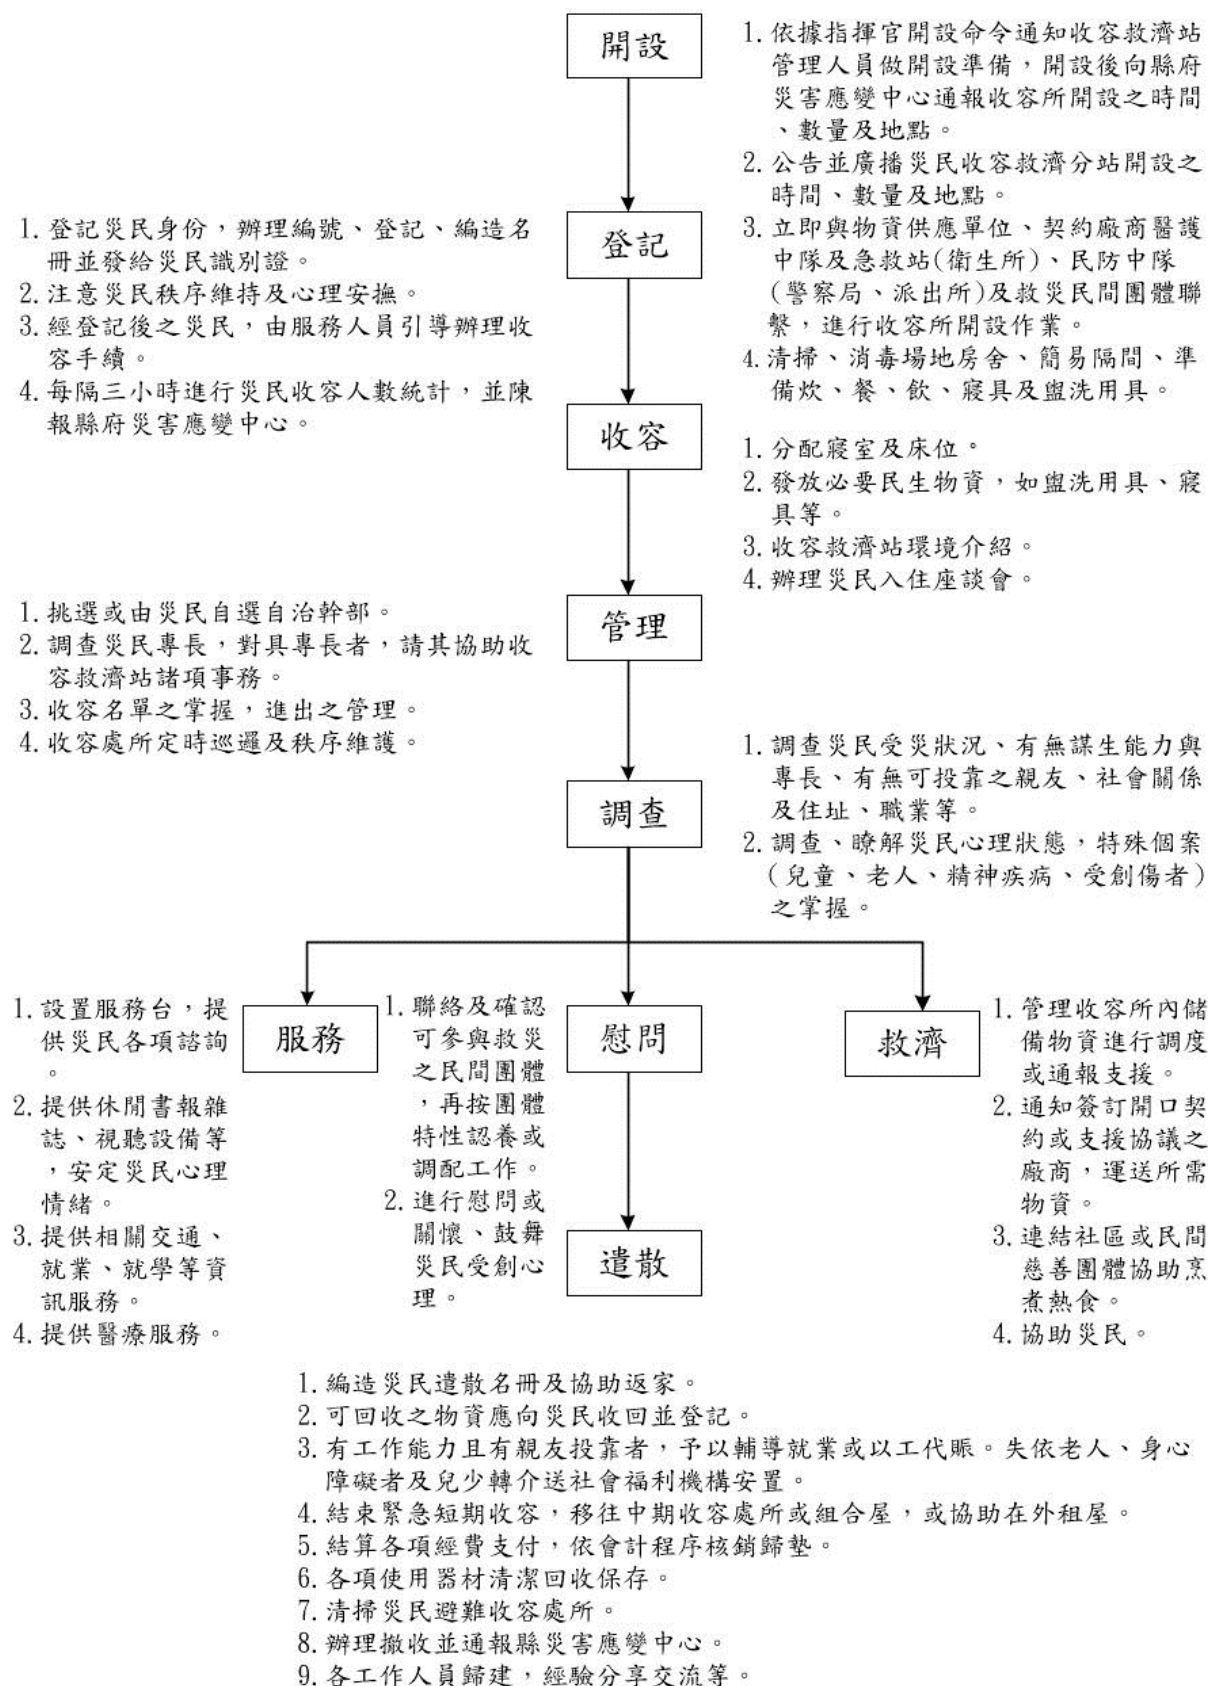 開設
1. 依據指揮官開設命令通知收容救濟站
管理人員做開設準備，開設後向縣府
災害應變中心通報收容所開設之時間
、數量及地點。
2. 公告並廣播災民收容救濟分站開設之
時間、數量及地點。
3. 立即與物資供應單位、契約廠商醫護
中隊及急救站(衛生所)、民防中隊
(警察局、派出所)及救災民間團體聯
繫，進行收容所開設作業。
4. 清掃、消毒場地房舍、簡易隔間、準
備炊、餐、飲、寢具及盥洗用具。
登記
1. 登記災民身份，辦理編號、登記、編造名
冊並發給災民識別證。
2. 注意災民秩序維持及心理安撫。
3. 經登記後之災民，由服務人員引導辦理收
容手續。
4. 每隔三小時進行災民收容人數統計，並陳
報縣府災害應變中心。
收容
1. 分配寢室及床位。
2. 發放必要民生物資，如盥洗用具、寢
具等。
3. 收容救濟站環境介紹。
4. 辦理災民入住座談會。
管理
1. 挑選或由災民自選自治幹部。
2. 調查災民專長，對具專長者，請其協助收
容救濟站諸項事務。
3. 收容名單之掌握，進出之管理。
4. 收容處所定時巡邏及秩序維護。
調查
1. 調查災民受災狀況、有無謀生能力與
專長、有無可投靠之親友、社會關係
及住址、職業等。
2. 調查、瞭解災民心理狀態，特殊個案
(兒童、老人、精神疾病、受創傷者)
之掌握。
服務
1. 設置服務台，提
供災民各項諮詢
。
2. 提供休閒書報雜
誌、視聽設備等
，安定災民心理
情緒。
3. 提供相關交通、
就業、就學等資
訊服務。
4. 提供醫療服務。
慰問
1. 聯絡及確認
可參與救災
之民間團體
，再按團體
特性認養或
調配工作。
2. 進行慰問或
關懷、鼓舞
災民受創心
理。
救濟
1. 管理收容所內儲
備物資進行調度
或通報支援。
2. 通知簽訂開口契
約或支援協議之
廠商，運送所需
物資。
3. 連結社區或民間
慈善團體協助烹
煮熱食。
4. 協助災民。
遣散
1. 編造災民遣散名冊及協助返家。
2. 可回收之物資應向災民收回並登記。
3. 有工作能力且有親友投靠者，予以輔導就業或以工代賑。失依老人、身心
障礙者及兒少轉介送社會福利機構安置。
4. 結束緊急短期收容，移往中期收容處所或組合屋，或協助在外租屋。
5. 結算各項經費支付，依會計程序核銷歸墊。
6. 各項使用器材清潔回收保存。
7. 清掃災民避難收容處所。
8. 辦理撤收並通報縣災害應變中心。
9. 各工作人員歸建，經驗分享交流等。